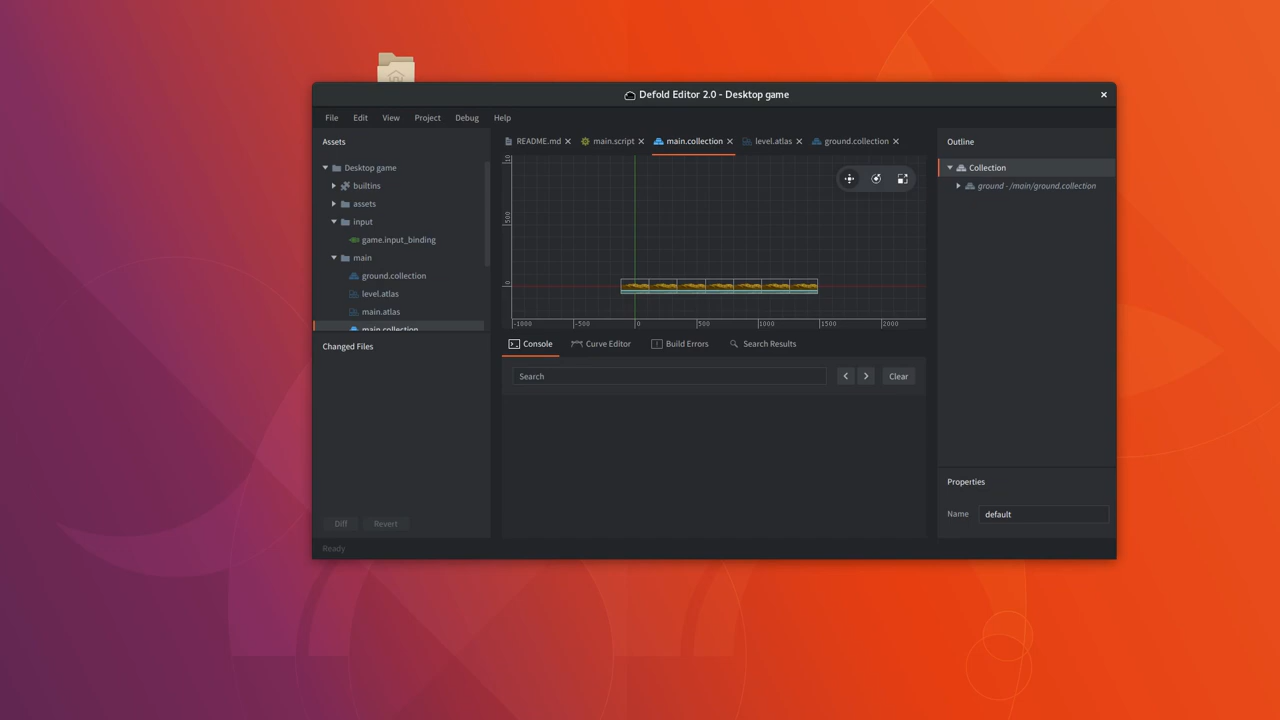 Defold Editor 2.0 - Desktop game
File Edit View Project Debug Help
Assets
Desktop game
builtins
assets
input
game.input_binding
main
ground.collection
level.atlas
main.atlas
main.collection
Changed Files
Diff Revert
Ready
README.md main.script main.collection level.atlas ground.collection
500
0
-1000 -500 0 500 1000 1500 2000
Console Curve Editor Build Errors Search Results
Search
Clear
Outline
Collection
ground - /main/ground.collection
Properties
Name default